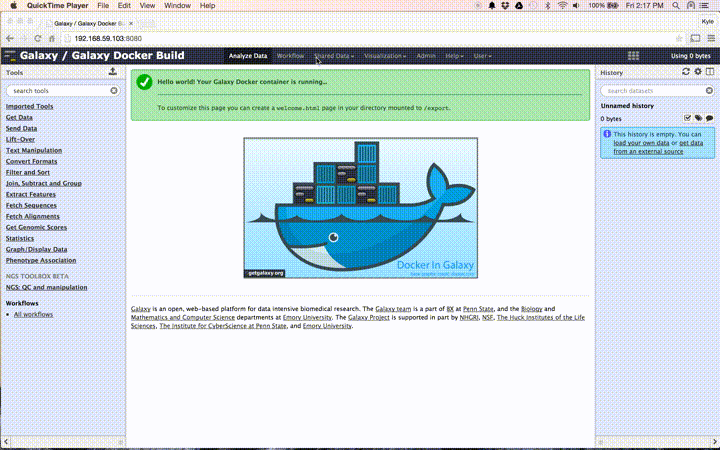 QuickTime Player File Edit View Window Help
100% Fri 2:17 PM
Galaxy / Galaxy Docker B
Kyle
192.168.59.103:8080
Galaxy / Galaxy Docker Build
Analyze Data Workflow Shared Data Visualization Admin Help User
Using 0 bytes
Tools
search tools
Imported Tools
Get Data
Send Data
Lift-Over
Text Manipulation
Convert Formats
Filter and Sort
Join, Subtract and Group
Extract Features
Fetch Sequences
Fetch Alignments
Get Genomic Scores
Statistics
Graph/Display Data
Phenotype Association
NGS TOOLBOX BETA
NGS: QC and manipulation
Workflows
All workflows
Hello world! Your Galaxy Docker container is running...
To customize this page you can create a welcome.html page in your directory mounted to /export.
Docker In Galaxy
getgalaxy.org
Galaxy is an open, web-based platform for data intensive biomedical research. The Galaxy team is a part of BX at Penn State, and the Biology and
Mathematics and Computer Science departments at Emory University. The Galaxy Project is supported in part by NHGRI, NSF, The Huck Institutes of the Life
Sciences, The Institute for CyberScience at Penn State, and Emory University.
History
search datasets
Unnamed history
0 bytes
This history is empty. You can
load your own data or get data
from an external source